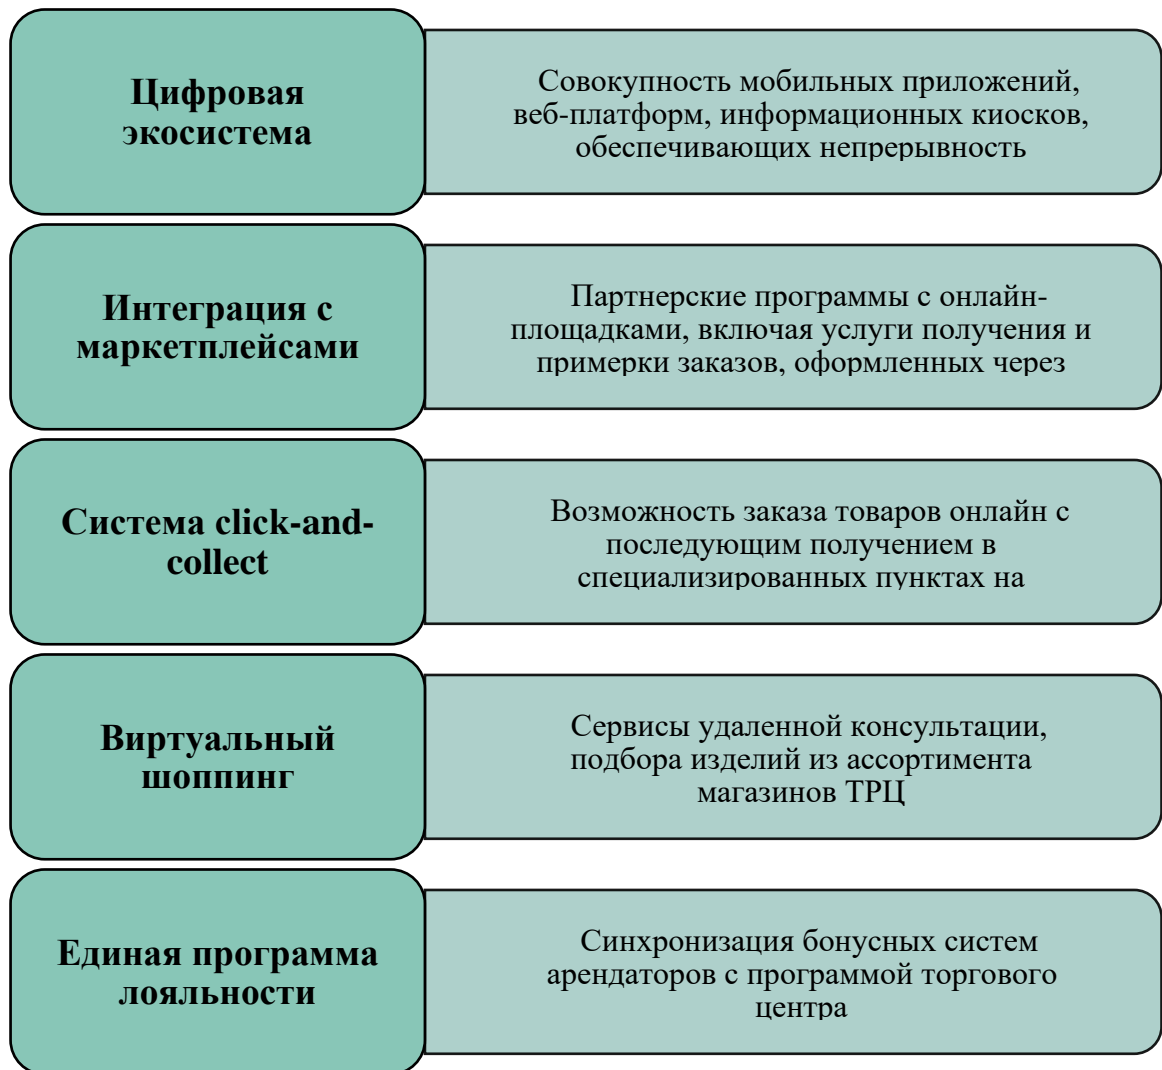 Цифровая
экосистема
Совокупность мобильных приложений,
веб-платформ, информационных киосков,
обеспечивающих непрерывность
Интеграция с
маркетплейсами
Партнерские программы с онлайн-
площадками, включая услуги получения и
примерки заказов, оформленных через
Система click-and-
collect
Возможность заказа товаров онлайн с
последующим получением в
специализированных пунктах на
Виртуальный
шоппинг
Сервисы удаленной консультации,
подбора изделий из ассортимента
магазинов ТРЦ
Единая программа
лояльности
Синхронизация бонусных систем
арендаторов с программой торгового
центра